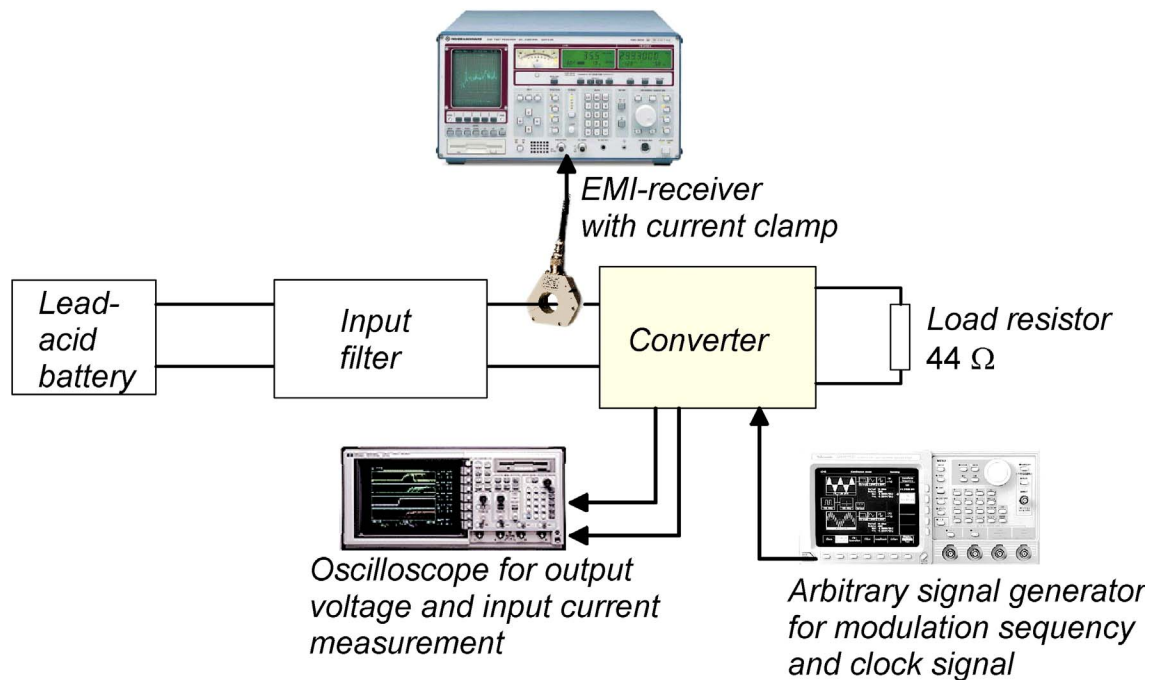 EMI-receiver
with current clamp
Lead-
acid
battery
Input
filter
Converter
Load resistor
44 Ω
Oscilloscope for output
voltage and input current
measurement
Arbitrary signal generator
for modulation sequency
and clock signal